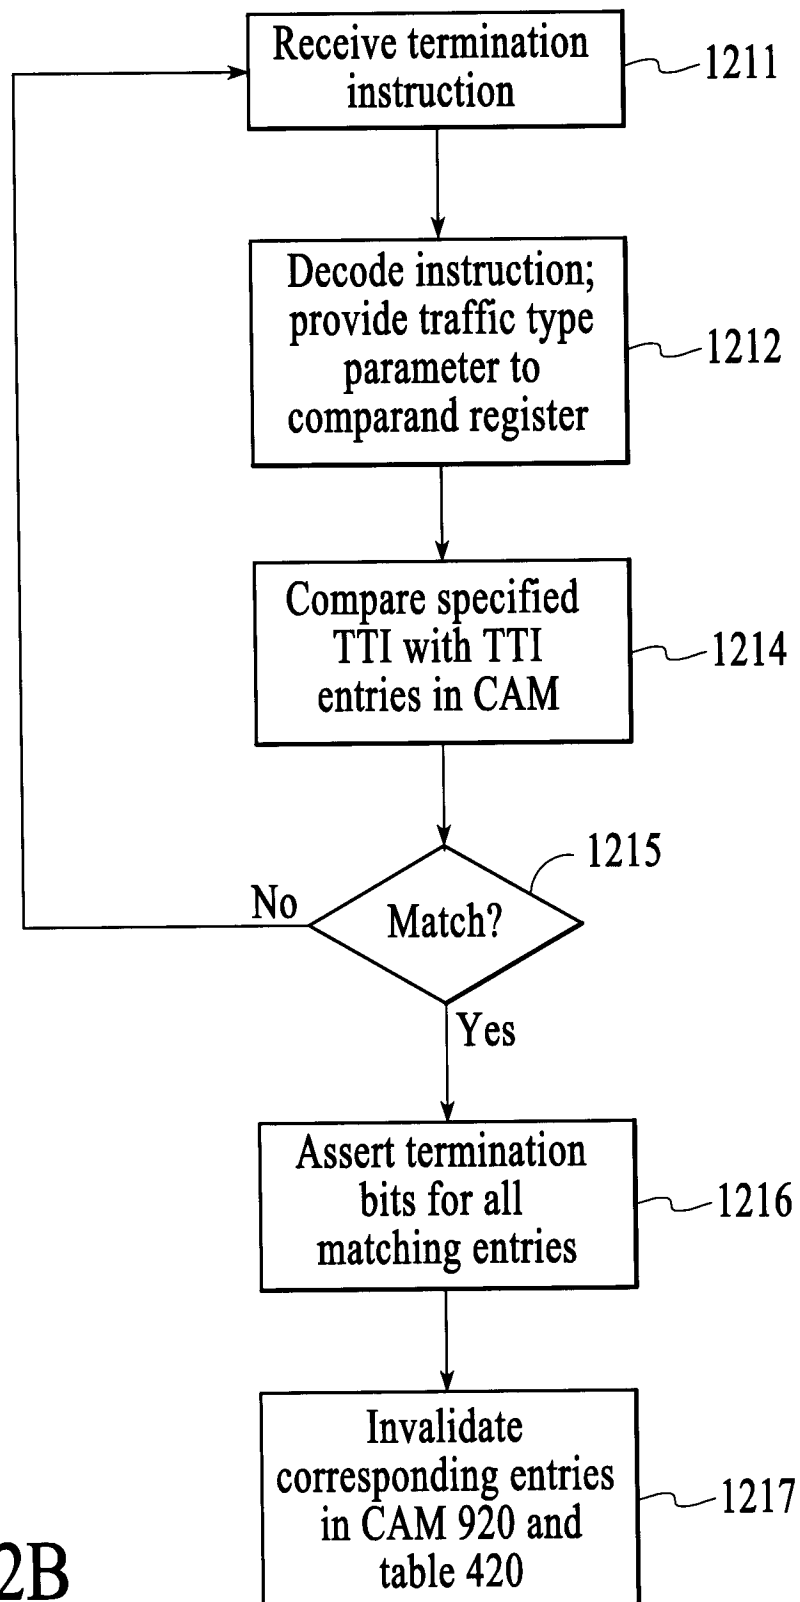 Receive termination
instruction
1211
Decode instruction;
provide traffic type
parameter to
comparand register
1212
Compare specified
TTI with TTI
entries in CAM
1214
1215
Match?
No
Yes
Assert termination
bits for all
matching entries
1216
Invalidate
corresponding entries
in CAM 920 and
table 420
1217
2B